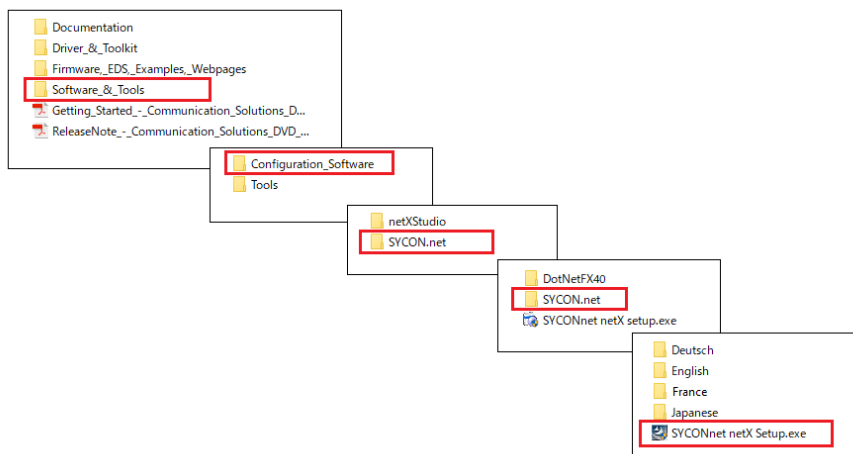 Documentation
Driver_&_Toolkit
Firmware,_EDS,_Examples,_Webpages
Software_&_Tools
Getting_Started_-_Communication_Solutions_D...
ReleaseNote_-_Communication_Solutions_DVD_...
Configuration_Software
Tools
netXStudio
SYCON.net
DotNetFX40
SYCON.net
SYCONnet netX setup.exe
Deutsch
English
France
Japanese
SYCONnet netX Setup.exe